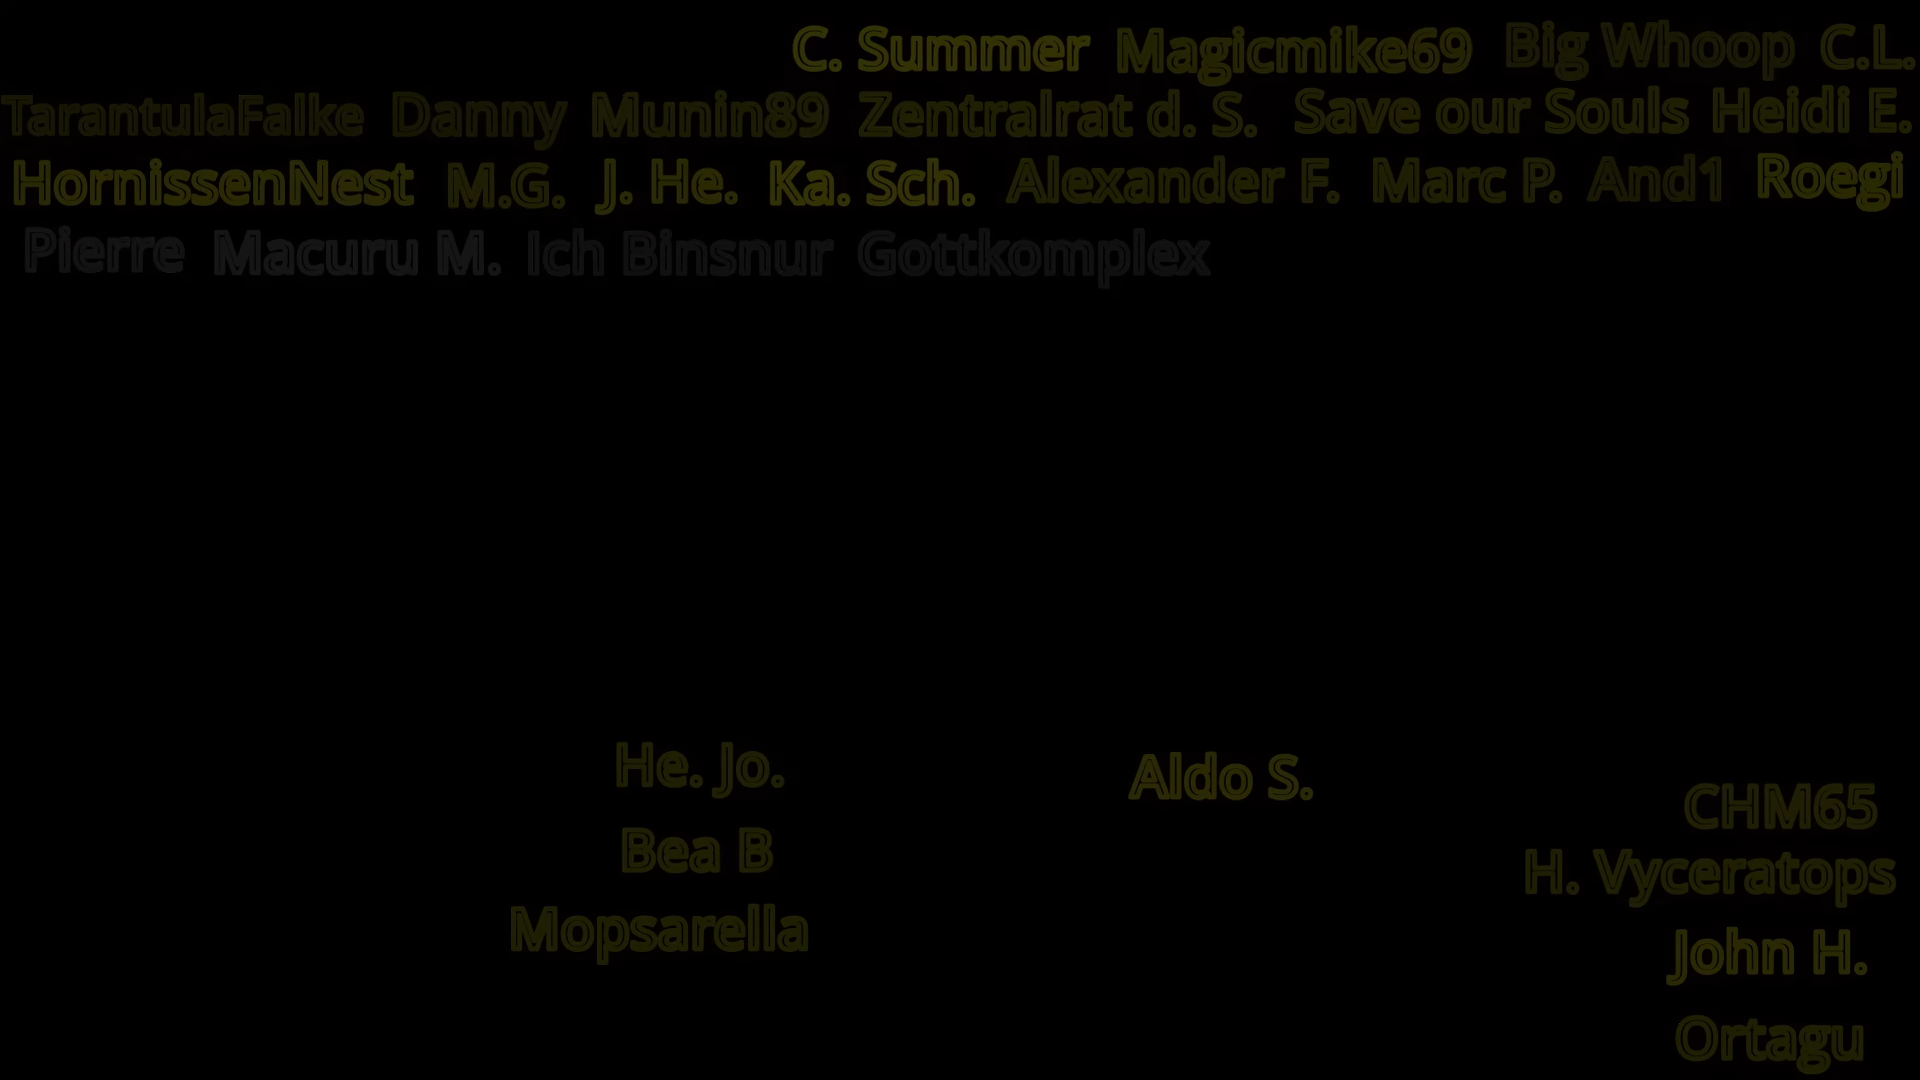 C. Summer Magicmike69 Big Whoop C.L.
TarantulaFalke Danny Munin89 Zentralrat d. S. Save our Souls Heidi E.
HornissenNest M.G. J. He. Ka. Sch. Alexander F. Marc P. And1 Roegi
Pierre Macuru M. Ich Binsnur Gottkomplex
He. Jo.
Bea B
Mopsarella
Aldo S.
CHM65
H. Vyceratops
John H.
Ortagu